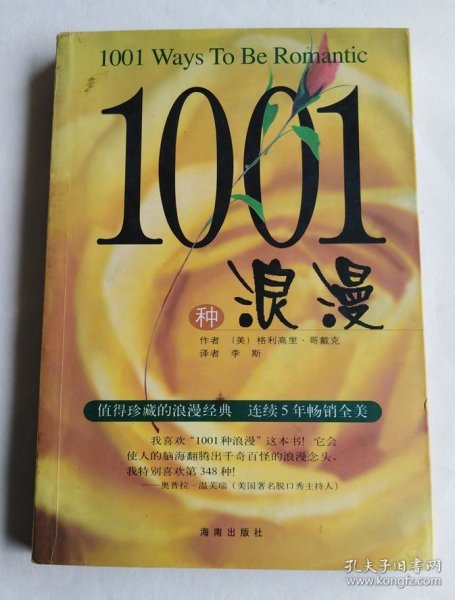 1001 Ways To Be Romantic
1001
种 浪漫
作者 （美）格利高里·哥戴克
译者 李 斯
值得珍藏的浪漫经典 连续5年畅销全美
我喜欢“1001种浪漫”这本书！它会
使人的脑海翻腾出千奇百怪的浪漫念头。
我特别喜欢第348种！
——奥普拉·温芙瑞（美国著名脱口秀主持人）
海南出版社
孔夫子旧书网
www.kongfz.com